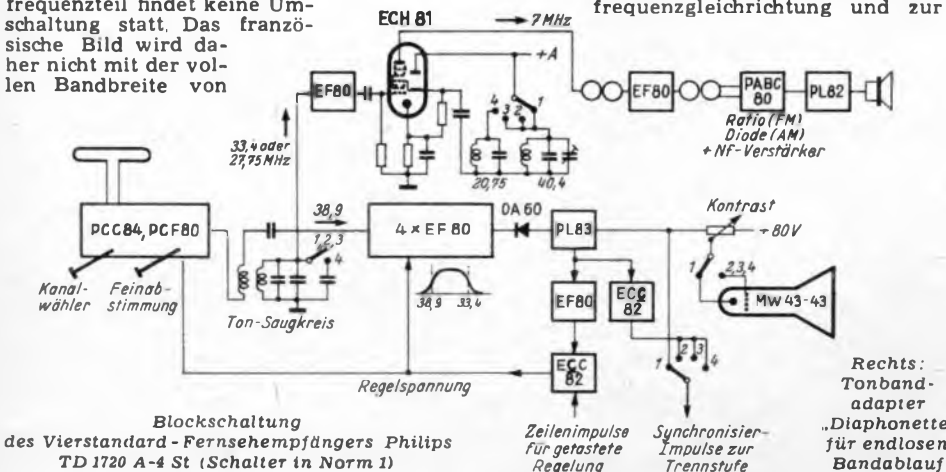 frequenzteil findet keine Um-
schaltung statt. Das franzö-
sische Bild wird da-
her nicht mit der vol-
len Bandbreite von
frequenzgleichrichtung und zur
ECH 81
7 MHz
+A
EF80
4
3
2
1
20,75
40,4
EF80
PABC
80
PL82
Ratio (FM)
Diode (AM)
+ Nf-Verstärker
33,4 oder
27,75 MHz
PCC84, PCF80
Kanal-
wähler
Feinab-
stimmung
38,9
1,2,3
4
Ton-Saugkreis
4 × EF 80
38,9
33,4
DA 60
PL83
EF80
ECC
82
ECC
82
Kontrast
+80V
1
2,3,4
MW 43-43
1
2
3
4
Regelspannung
Zeilenimpulse
für getastete
Regelung
Synchronisier-
Impulse zur
Trennstufe
Blockschaltung
des Vierstandard-Fernsehempfängers Philips
TD 1720 A-4 St (Schalter in Norm 1)
Rechts:
Tonband-
adapter
„Diaphonette
für endlosen
Bandablauf